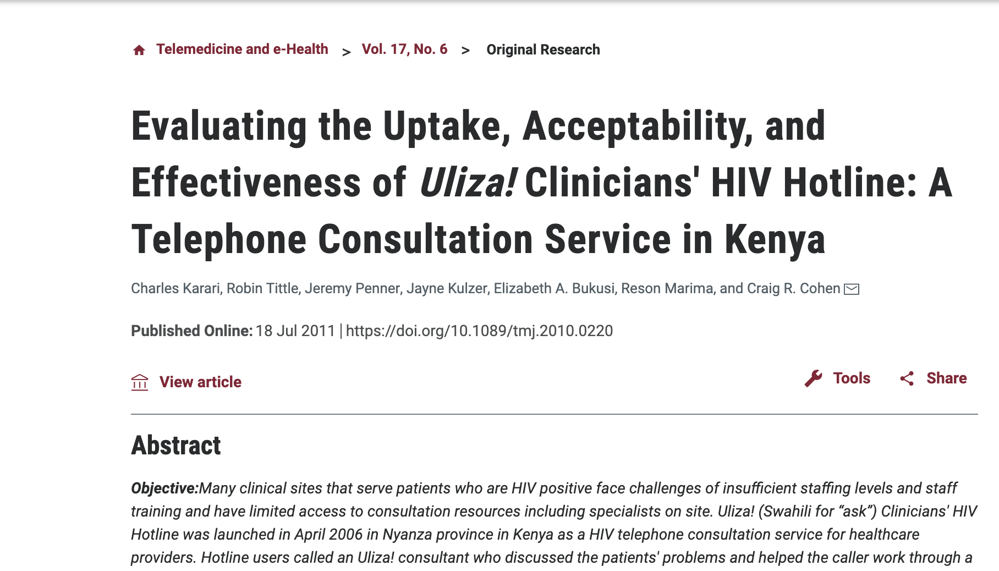 Telemedicine and e-Health > Vol. 17, No. 6 > Original Research
Evaluating the Uptake, Acceptability, and
Effectiveness of Uliza! Clinicians' HIV Hotline: A
Telephone Consultation Service in Kenya
Charles Karari, Robin Tittle, Jeremy Penner, Jayne Kulzer, Elizabeth A. Bukusi, Reson Marima, and Craig R. Cohen
Published Online: 18 Jul 2011 | https://doi.org/10.1089/tmj.2010.0220
View article Tools Share
Abstract
Objective:Many clinical sites that serve patients who are HIV positive face challenges of insufficient staffing levels and staff
training and have limited access to consultation resources including specialists on site. Uliza! (Swahili for “ask”) Clinicians' HIV
Hotline was launched in April 2006 in Nyanza province in Kenya as a HIV telephone consultation service for healthcare
providers. Hotline users called an Uliza! consultant who discussed the patients' problems and helped the caller work through a